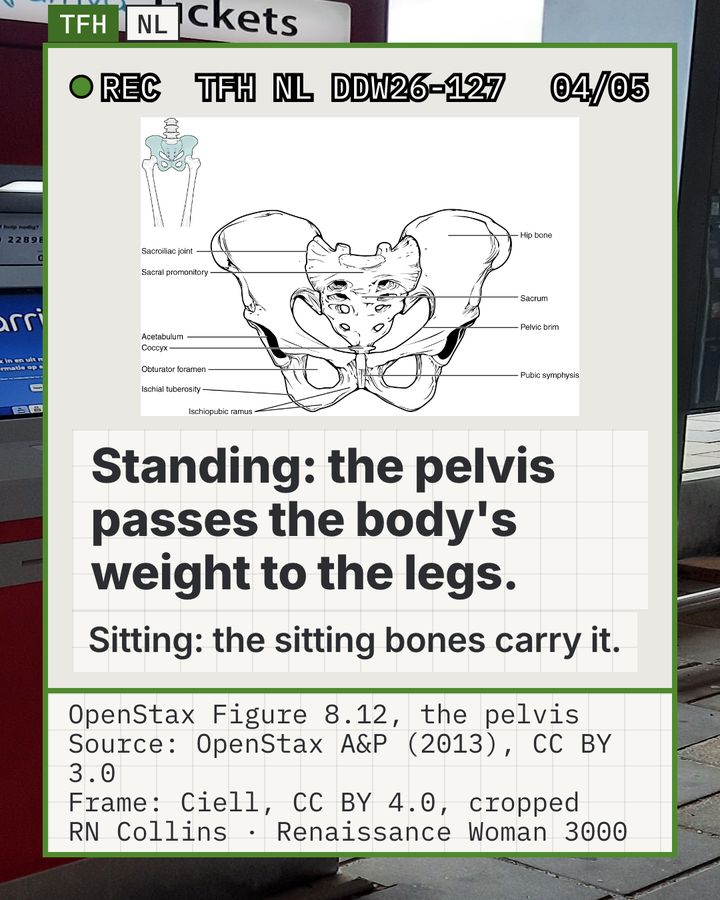 TFH NL
ckets
REC TFH NL DDW26-127 04/05
Hip bone
Sacroiliac joint
Sacral promonitory
Sacrum
Pelvic brim
Acetabulum
Coccyx
Obturator foramen
Pubic symphysis
Ischial tuberosity
Ischiopubic ramus
Standing: the pelvis
passes the body's
weight to the legs.
Sitting: the sitting bones carry it.
OpenStax Figure 8.12, the pelvis
Source: OpenStax A&P (2013), CC BY
3.0
Frame: Ciell, CC BY 4.0, cropped
RN Collins · Renaissance Woman 3000